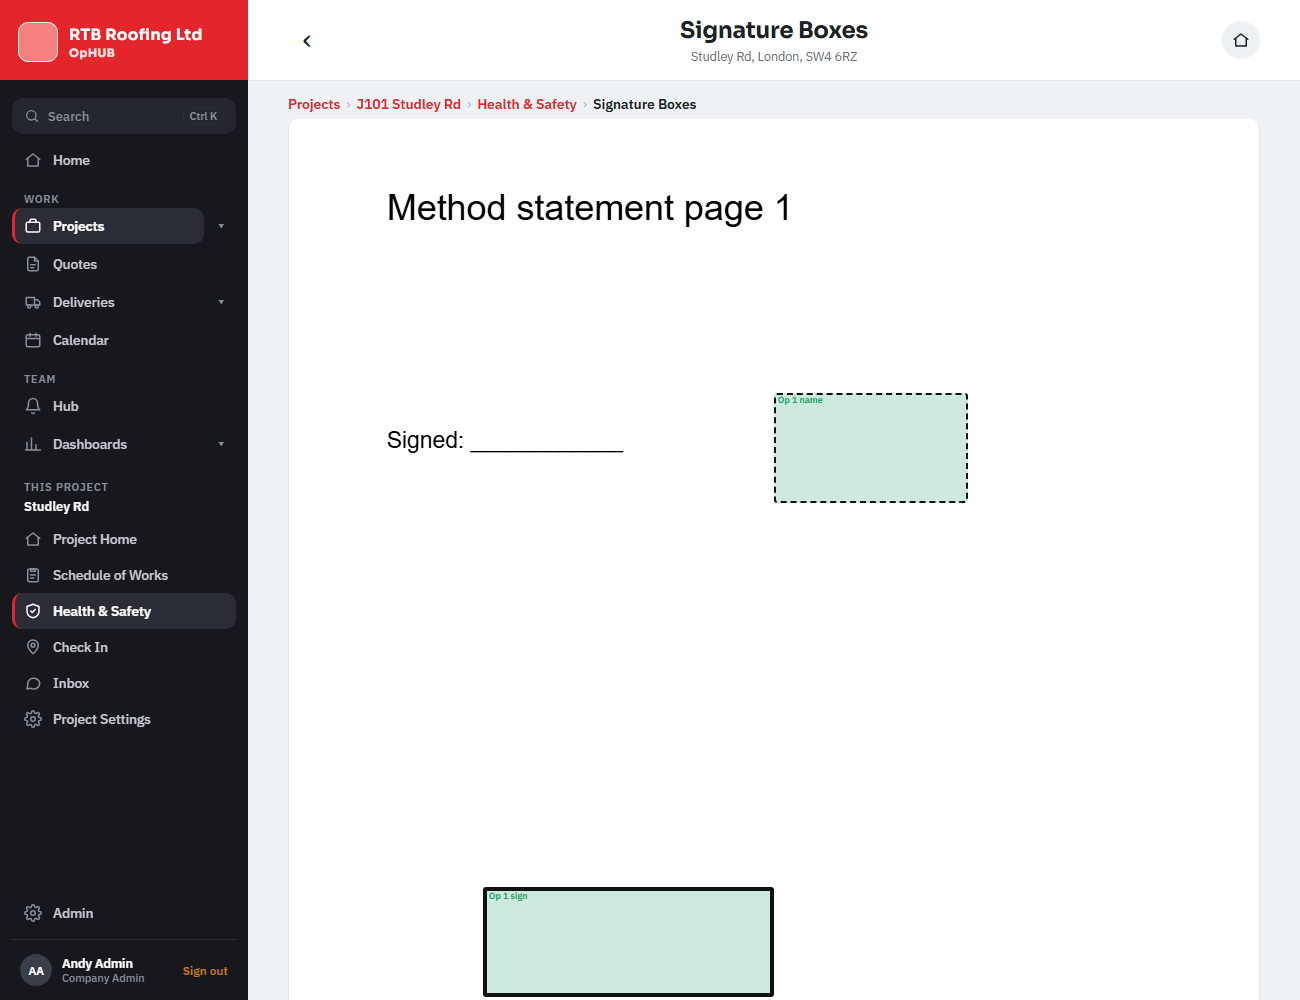 RTB Roofing Ltd
OpHUB
Search
Ctrl K
Home
WORK
Projects
Quotes
Deliveries
Calendar
TEAM
Hub
Dashboards
THIS PROJECT
Studley Rd
Project Home
Schedule of Works
Health & Safety
Check In
Inbox
Project Settings
Admin
AA
Andy Admin
Company Admin
Sign out
Signature Boxes
Studley Rd, London, SW4 6RZ
Projects › J101 Studley Rd › Health & Safety › Signature Boxes
Method statement page 1
Op 1 name
Signed: ____________
Op 1 sign